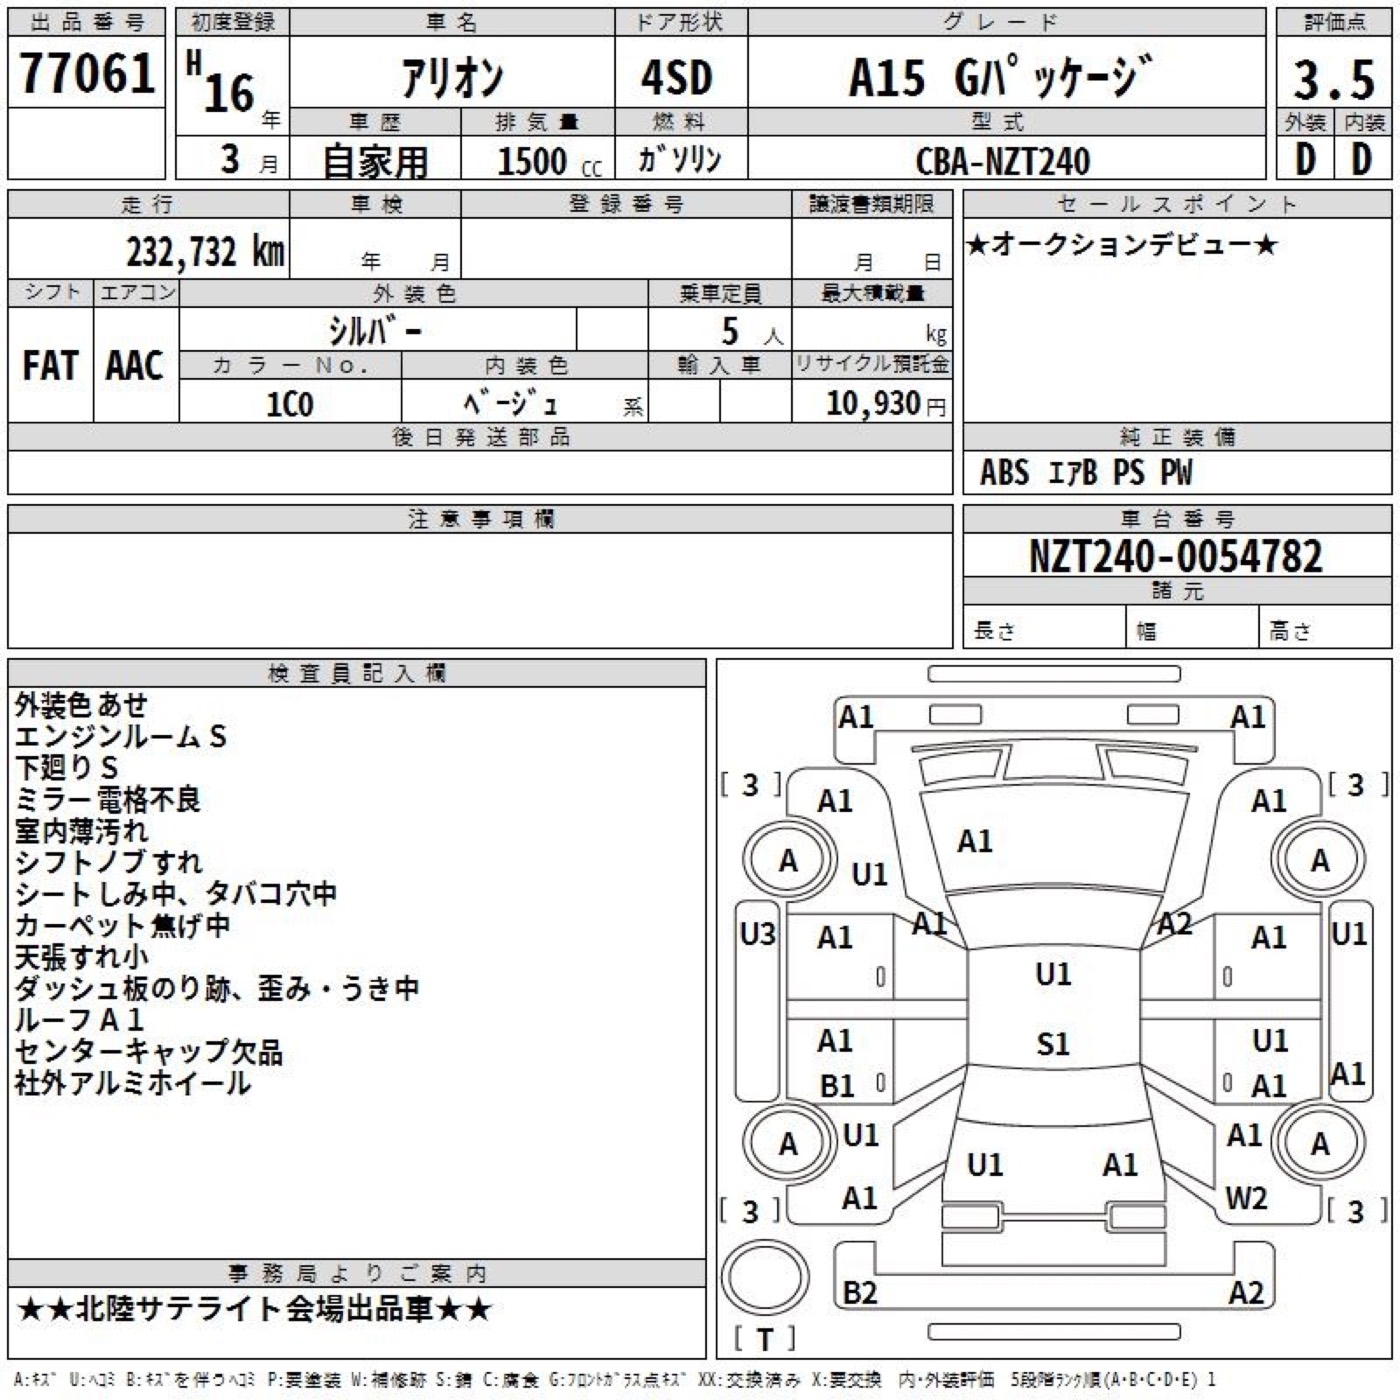 出品番号 初度登録 車名 ドア形状 グレード 評価点
77061 H16年 ｱﾘｵﾝ 4SD A15 Gﾊﾟｯｹｰｼﾞ 3.5
車歴 排気量 燃料 型式 外装 内装
3月 自家用 1500cc ｶﾞｿﾘﾝ CBA-NZT240 D D
走行 車検 登録番号 譲渡書類期限 セールスポイント
232,732 km 年 月 月 日 ★オークションデビュー★
シフト エアコン 外装色 乗車定員 最大積載量
FAT AAC ｼﾙﾊﾞｰ 5人 kg
カラーNo. 内装色 輸入車 リサイクル預託金
1C0 ﾍﾞｰｼﾞｭ 系 10,930円
後日発送部品 純正装備
ABS ｴｱB PS PW
注意事項欄 車台番号
NZT240-0054782
諸元
長さ 幅 高さ
検査員記入欄
外装色あせ
エンジンルームＳ
下廻りＳ
ミラー電格不良
室内薄汚れ
シフトノブすれ
シートしみ中、タバコ穴中
カーペット焦げ中
天張すれ小
ダッシュ板のり跡、歪み・うき中
ルーフＡ１
センターキャップ欠品
社外アルミホイール
事務局よりご案内
★★北陸サテライト会場出品車★★
A1 A1
[ 3 ] A1 A1 [ 3 ]
A A1 A
U1
U3 A1 A1 A2 A1 U1
U1
A1 S1 U1
B1 A1 A1
A U1 A1 A
U1 A1
[ 3 ] A1 W2 [ 3 ]
B2 A2
[ T ]
A:ｷｽﾞ U:ﾍｺﾐ B:ｷｽﾞを伴うﾍｺﾐ P:要塗装 W:補修跡 S:錆 C:腐食 G:ﾌﾛﾝﾄｶﾞﾗｽ点ｷｽﾞ XX:交換済み X:要交換 内･外装評価 5段階ﾗﾝｸ順(A･B･C･D･E) 1